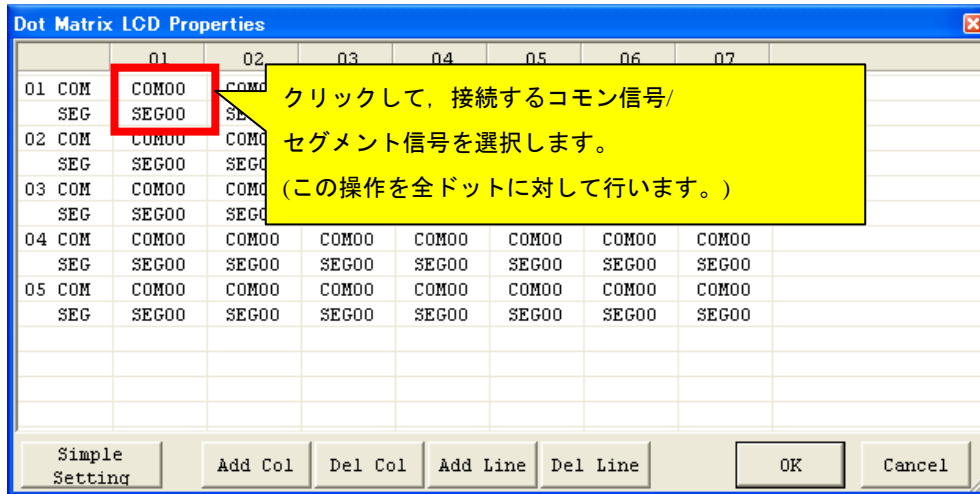 Dot Matrix LCD Properties
01 02 03 04 05 06 07
01 COM COM00
SEG SEG00
02 COM COM00
SEG SEG00
03 COM COM00
SEG SEG00
クリックして，接続するコモン信号/
セグメント信号を選択します。
(この操作を全ドットに対して行います。)
04 COM COM00 COM00 COM00 COM00 COM00 COM00 COM00
SEG SEG00 SEG00 SEG00 SEG00 SEG00 SEG00 SEG00
05 COM COM00 COM00 COM00 COM00 COM00 COM00 COM00
SEG SEG00 SEG00 SEG00 SEG00 SEG00 SEG00 SEG00
Simple
Setting
Add Col Del Col Add Line Del Line OK Cancel